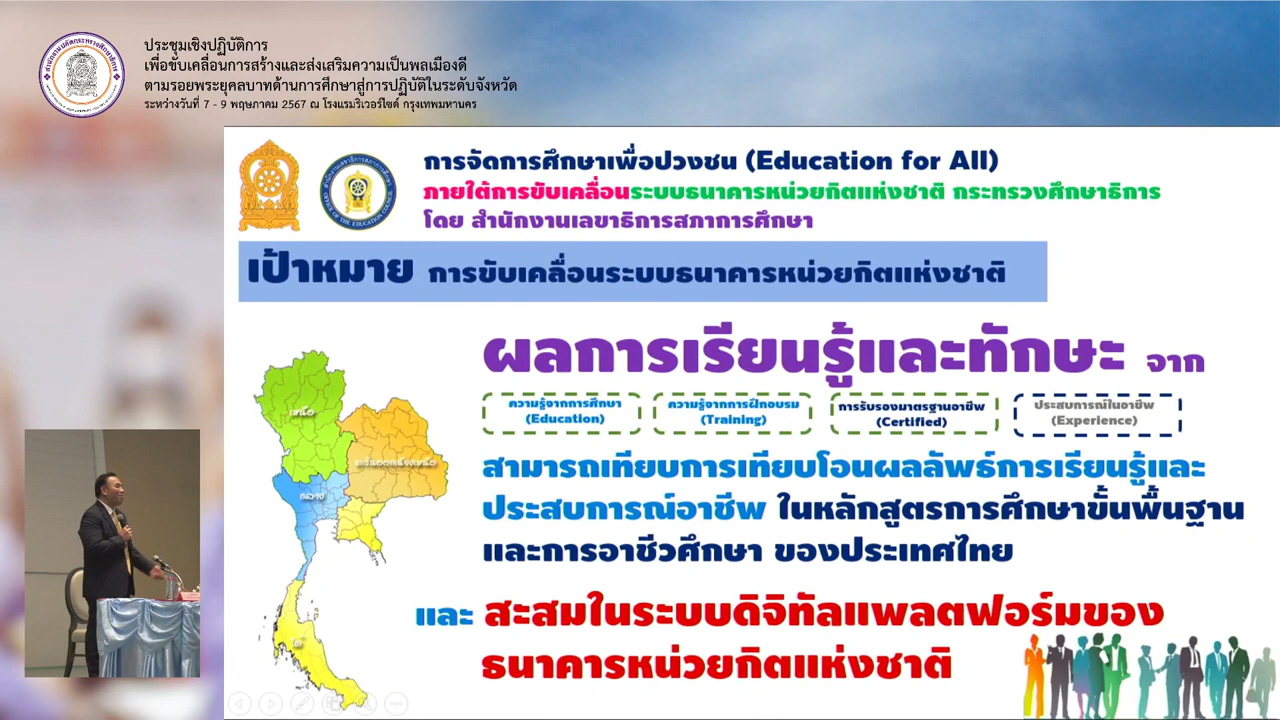 ประชุมเชิงปฏิบัติการ
เพื่อขับเคลื่อนการสร้างและส่งเสริมความเป็นพลเมืองดี
ตามรอยพระยุคลบาทด้านการศึกษาสู่การปฏิบัติในระดับจังหวัด
ระหว่างวันที่ 7 - 9 พฤษภาคม 2567 ณ โรงแรมริเวอร์ไซด์ กรุงเทพมหานคร
การจัดการศึกษาเพื่อปวงชน (Education for All)
ภายใต้การขับเคลื่อนระบบธนาคารหน่วยกิตแห่งชาติ กระทรวงศึกษาธิการ
โดย สำนักงานเลขาธิการสภาการศึกษา
เป้าหมาย การขับเคลื่อนระบบธนาคารหน่วยกิตแห่งชาติ
ผลการเรียนรู้และทักษะ จาก
ความรู้จากการศึกษา
(Education)
ความรู้จากการฝึกอบรม
(Training)
การรับรองมาตรฐานอาชีพ
(Certified)
ประสบการณ์ในอาชีพ
(Experience)
สามารถเทียบการเทียบโอนผลลัพธ์การเรียนรู้และ
ประสบการณ์อาชีพ ในหลักสูตรการศึกษาขั้นพื้นฐาน
และการอาชีวศึกษา ของประเทศไทย
และ สะสมในระบบดิจิทัลแพลตฟอร์มของ
ธนาคารหน่วยกิตแห่งชาติ
เหนือ
ตะวันออกเฉียงเหนือ
กลาง
ใต้